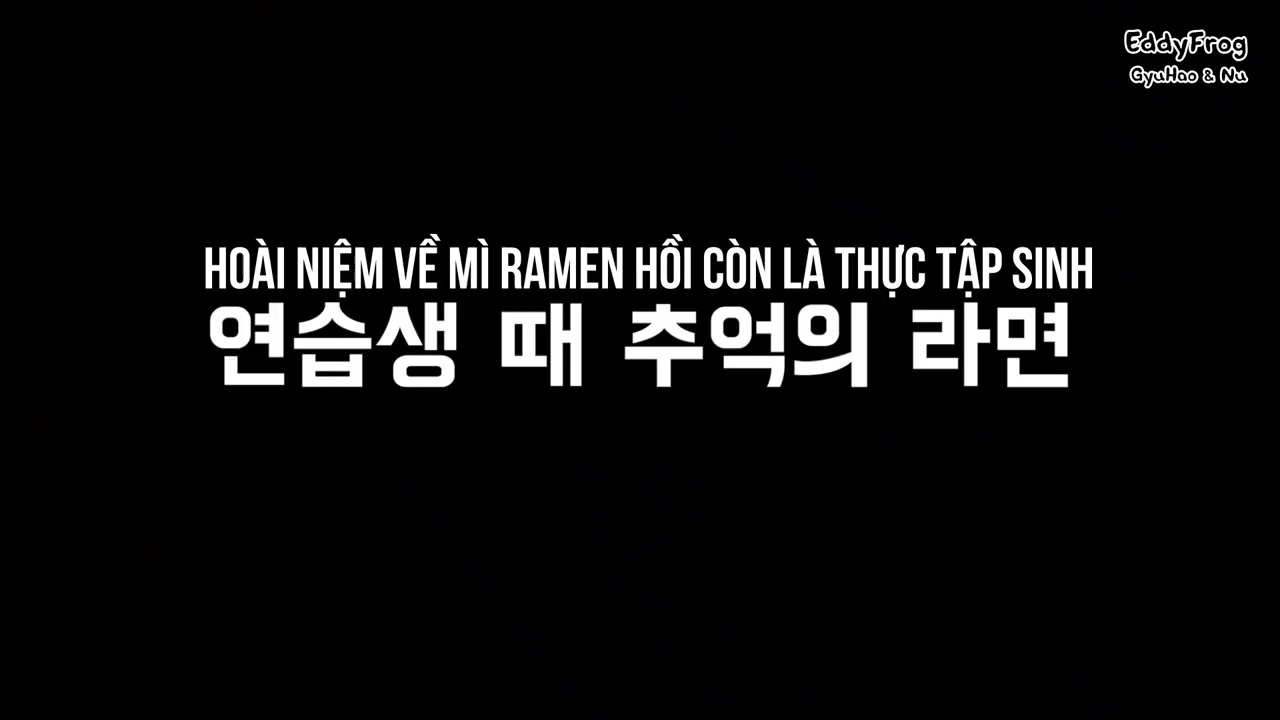 EddyFrog
GyuHao & Nu
HOÀI NIỆM VỀ MÌ RAMEN HỒI CÒN LÀ THỰC TẬP SINH
연습생 때 추억의 라면